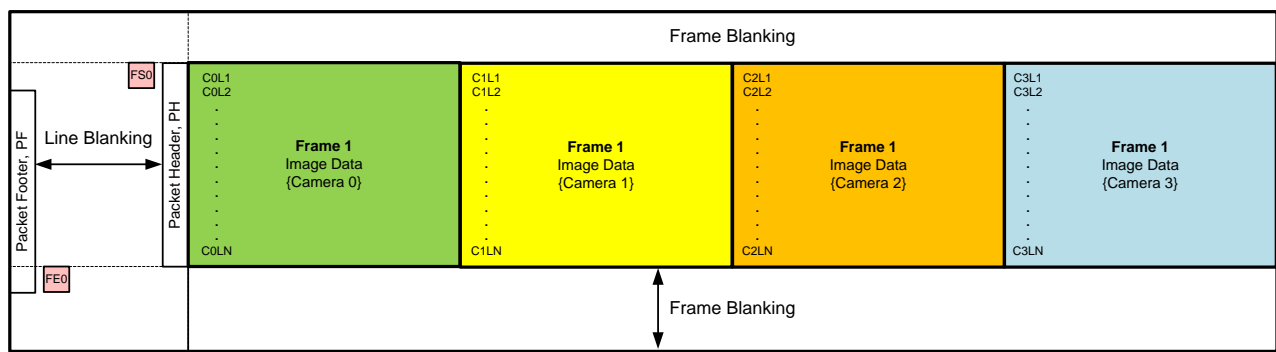 Frame Blanking
FS0
Packet Footer, PF
Line Blanking
Packet Header, PH
C0L1
C0L2
.
.
.
.
.
.
.
.
C0LN
Frame 1
Image Data
{Camera 0}
C1L1
C1L2
.
.
.
.
.
.
.
.
C1LN
Frame 1
Image Data
{Camera 1}
C2L1
C2L2
.
.
.
.
.
.
.
.
C2LN
Frame 1
Image Data
{Camera 2}
C3L1
C3L2
.
.
.
.
.
.
.
.
C3LN
Frame 1
Image Data
{Camera 3}
FE0
Frame Blanking